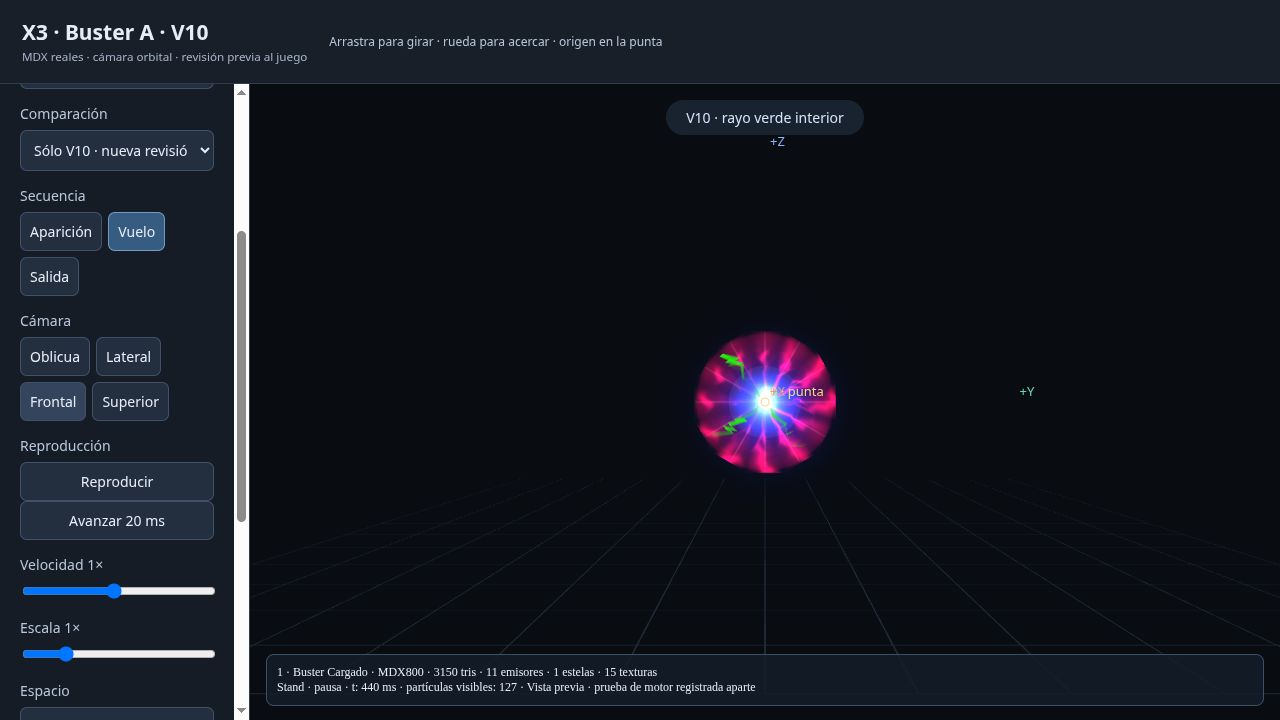 X3 · Buster A · V10
MDX reales · cámara orbital · revisión previa al juego
Arrastra para girar · rueda para acercar · origen en la punta
Comparación
Sólo V10 · nueva revisió
Secuencia
Aparición
Vuelo
Salida
Cámara
Oblicua
Lateral
Frontal
Superior
Reproducción
Reproducir
Avanzar 20 ms
Velocidad 1×
Escala 1×
Espacio
V10 · rayo verde interior
+Z
punta
+Y
1 · Buster Cargado · MDX800 · 3150 tris · 11 emisores · 1 estelas · 15 texturas
Stand · pausa · t: 440 ms · partículas visibles: 127 · Vista previa · prueba de motor registrada aparte